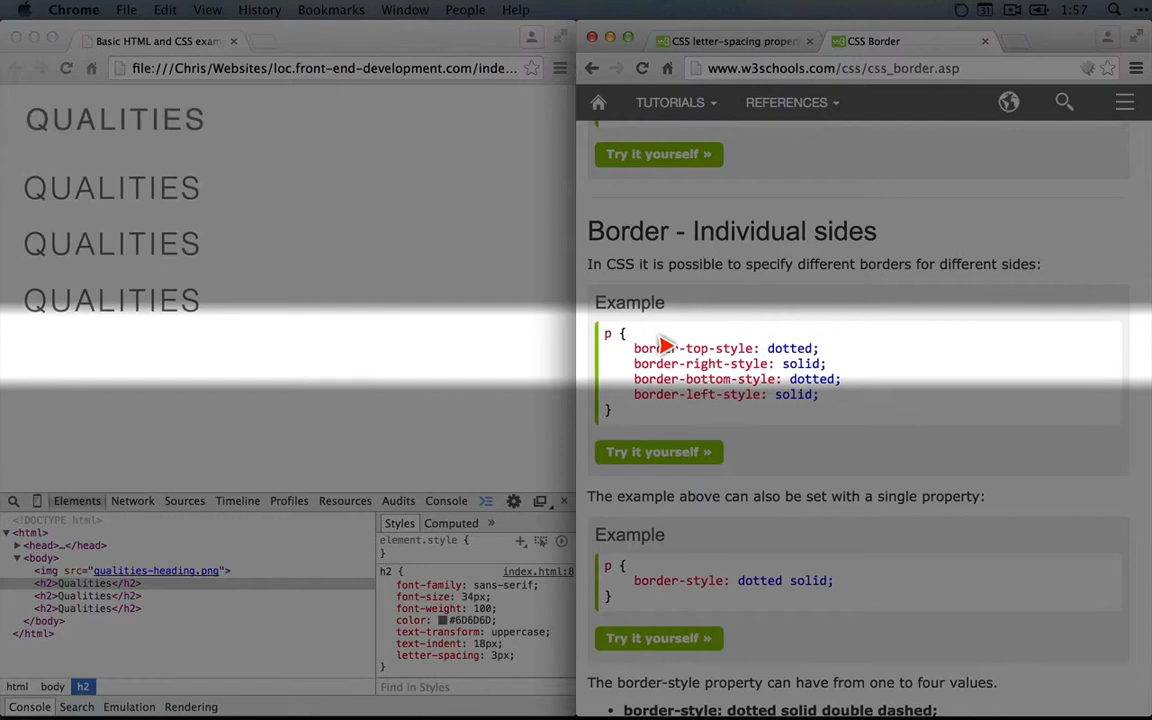 Chrome File Edit View History Bookmarks Window People Help 31 1:57
Basic HTML and CSS exam
file:///Chris/Websites/loc.front-end-development.com/inde...
QUALITIES
QUALITIES
QUALITIES
QUALITIES
Elements Network Sources Timeline Profiles Resources Audits Console
<!DOCTYPE html>
<html>
<head>…</head>
<body>
<img src="qualities-heading.png">
<h2>Qualities</h2>
<h2>Qualities</h2>
<h2>Qualities</h2>
</body>
</html>
html body h2
Styles Computed »
element.style {
}
h2 { index.html:8
font-family: sans-serif;
font-size: 34px;
font-weight: 100;
color: #6D6D6D;
text-transform: uppercase;
text-indent: 18px;
letter-spacing: 3px;
}
Find in Styles
Console Search Emulation Rendering
CSS letter-spacing propert
CSS Border
www.w3schools.com/css/css_border.asp
TUTORIALS REFERENCES
Try it yourself »
Border - Individual sides
In CSS it is possible to specify different borders for different sides:
Example
p {
border-top-style: dotted;
border-right-style: solid;
border-bottom-style: dotted;
border-left-style: solid;
}
Try it yourself »
The example above can also be set with a single property:
Example
p {
border-style: dotted solid;
}
Try it yourself »
The border-style property can have from one to four values.
• border-style: dotted solid double dashed;